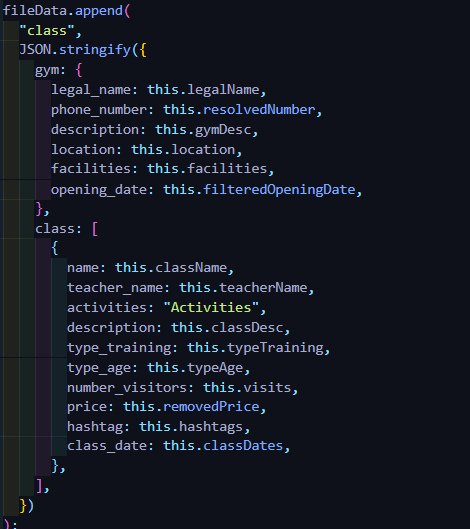 fileData.append(
"class",
JSON.stringify({
gym: {
legal_name: this.legalName,
phone_number: this.resolvedNumber,
description: this.gymDesc,
location: this.location,
facilities: this.facilities,
opening_date: this.filteredOpeningDate,
},
class: [
{
name: this.className,
teacher_name: this.teacherName,
activities: "Activities",
description: this.classDesc,
type_training: this.typeTraining,
type_age: this.typeAge,
number_visitors: this.visits,
price: this.removedPrice,
hashtag: this.hashtags,
class_date: this.classDates,
},
],
})
);